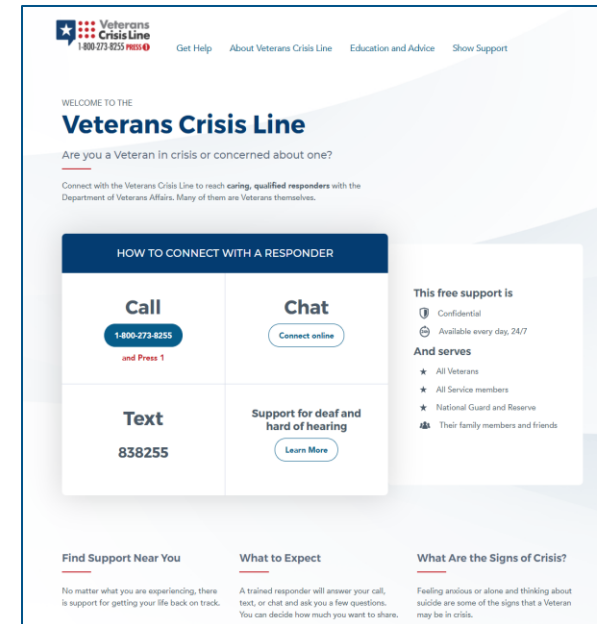 Veterans
Crisis Line
1-800-273-8255 PRESS 1
Get Help
About Veterans Crisis Line
Education and Advice
Show Support
WELCOME TO THE
Veterans Crisis Line
Are you a Veteran in crisis or concerned about one?
Connect with the Veterans Crisis Line to reach caring, qualified responders with the
Department of Veterans Affairs. Many of them are Veterans themselves.
HOW TO CONNECT WITH A RESPONDER
Call
1-800-273-8255
and Press 1
Chat
Connect online
Text
838255
Support for deaf and
hard of hearing
Learn More
This free support is
Confidential
Available every day, 24/7
And serves
All Veterans
All Service members
National Guard and Reserve
Their family members and friends
Find Support Near You
No matter what you are experiencing, there
is support for getting your life back on track.
What to Expect
A trained responder will answer your call,
text, or chat and ask you a few questions.
You can decide how much you want to share.
What Are the Signs of Crisis?
Feeling anxious or alone and thinking about
suicide are some of the signs that a Veteran
may be in crisis.